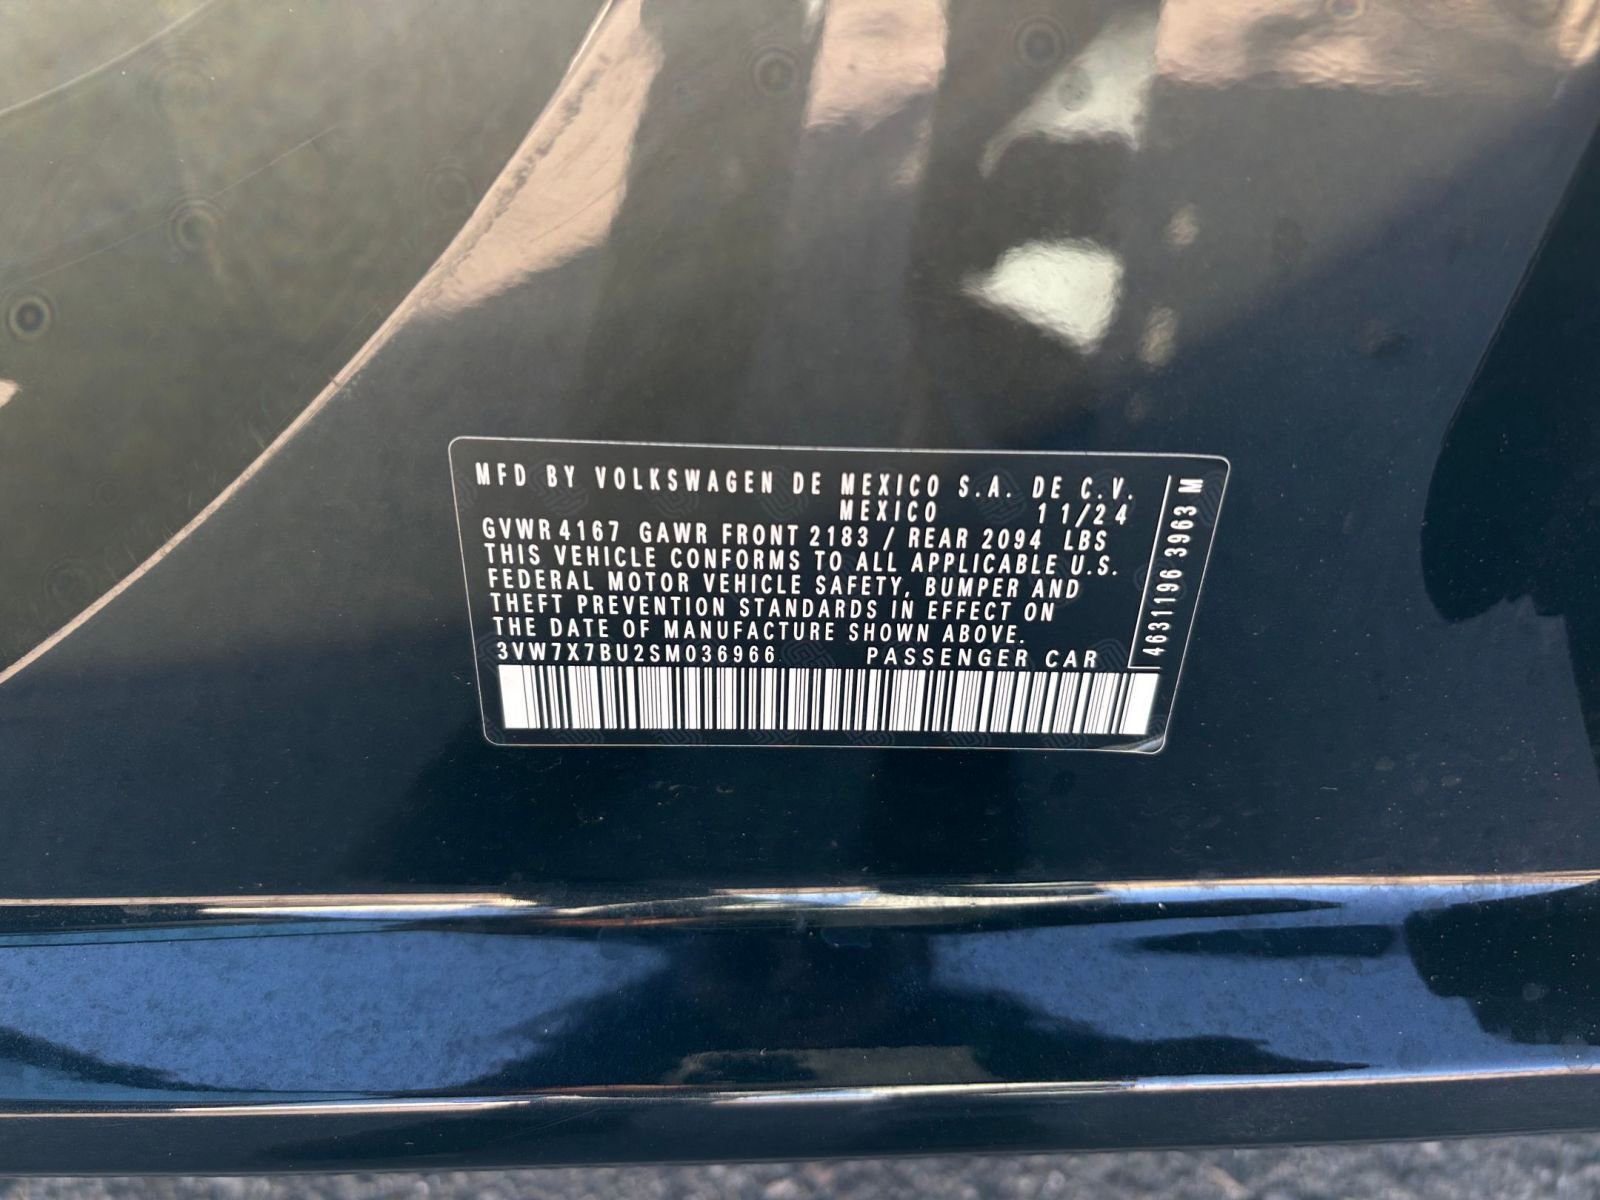 MFD BY VOLKSWAGEN DE MEXICO S.A. DE C.V.
MEXICO 11/24
GVWR 4167 GAWR FRONT 2183 / REAR 2094 LBS
THIS VEHICLE CONFORMS TO ALL APPLICABLE U.S.
FEDERAL MOTOR VEHICLE SAFETY, BUMPER AND
THEFT PREVENTION STANDARDS IN EFFECT ON
THE DATE OF MANUFACTURE SHOWN ABOVE.
3VW7X7BU2SM036966 PASSENGER CAR
4631196 3963 M